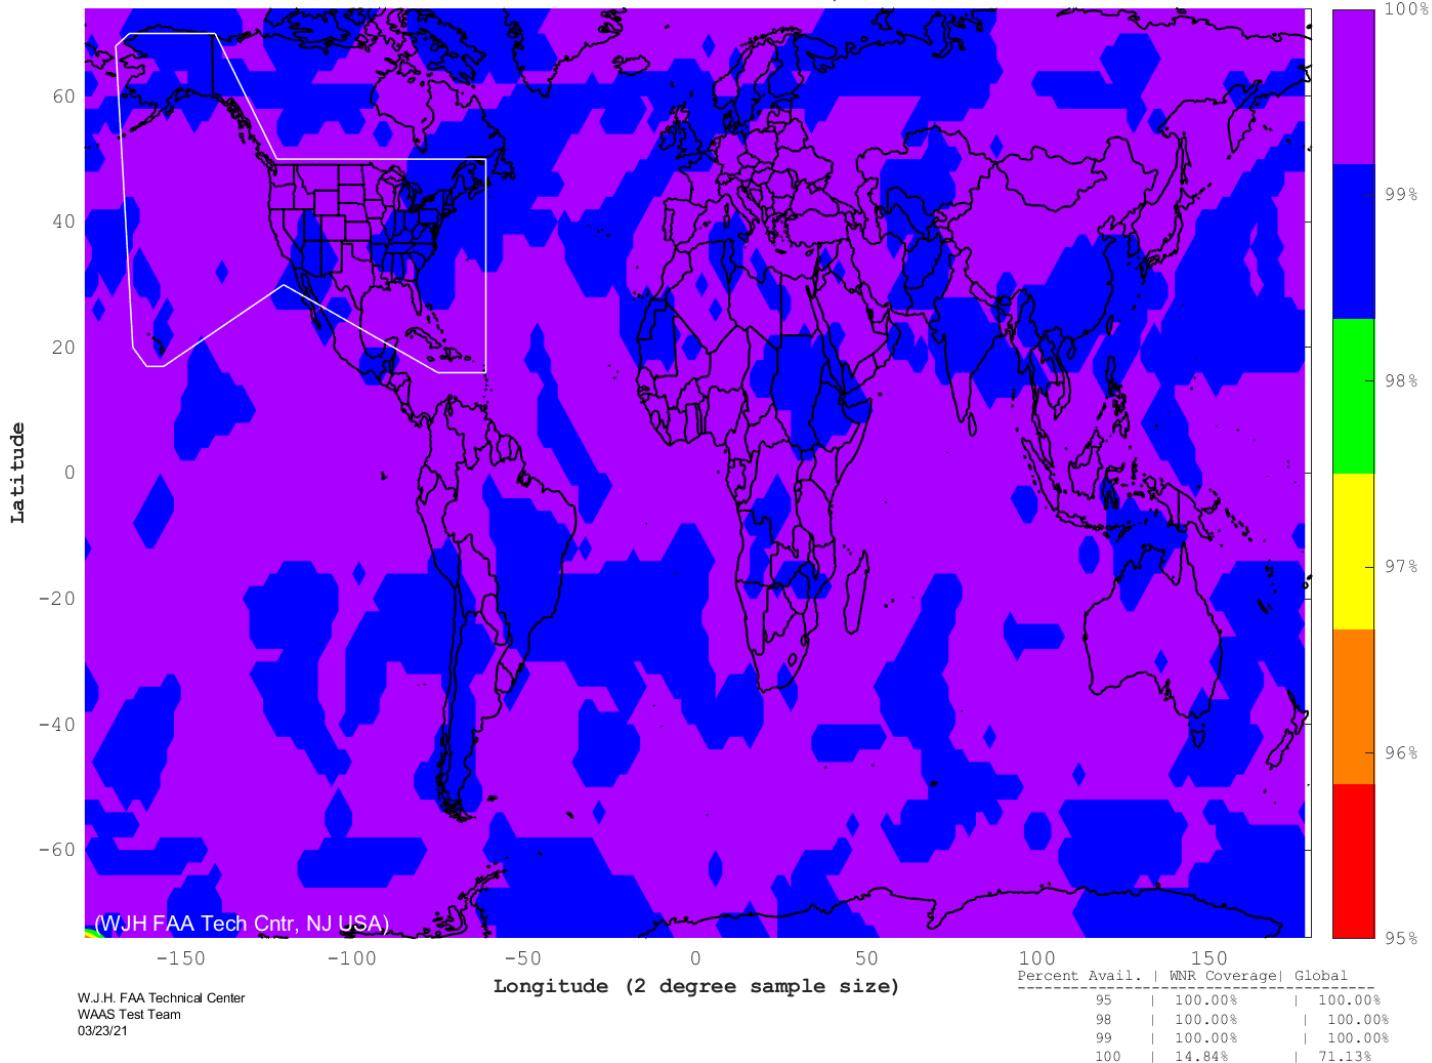 100%
99%
98%
97%
96%
95%
60
40
20
0
-20
-40
-60
Latitude
(WJH FAA Tech Cntr, NJ USA)
-150 -100 -50 0 50 100 150
Longitude (2 degree sample size)
W.J.H. FAA Technical Center
WAAS Test Team
03/23/21
Percent Avail. | WNR Coverage| Global
95 | 100.00% | 100.00%
98 | 100.00% | 100.00%
99 | 100.00% | 100.00%
100 | 14.84% | 71.13%